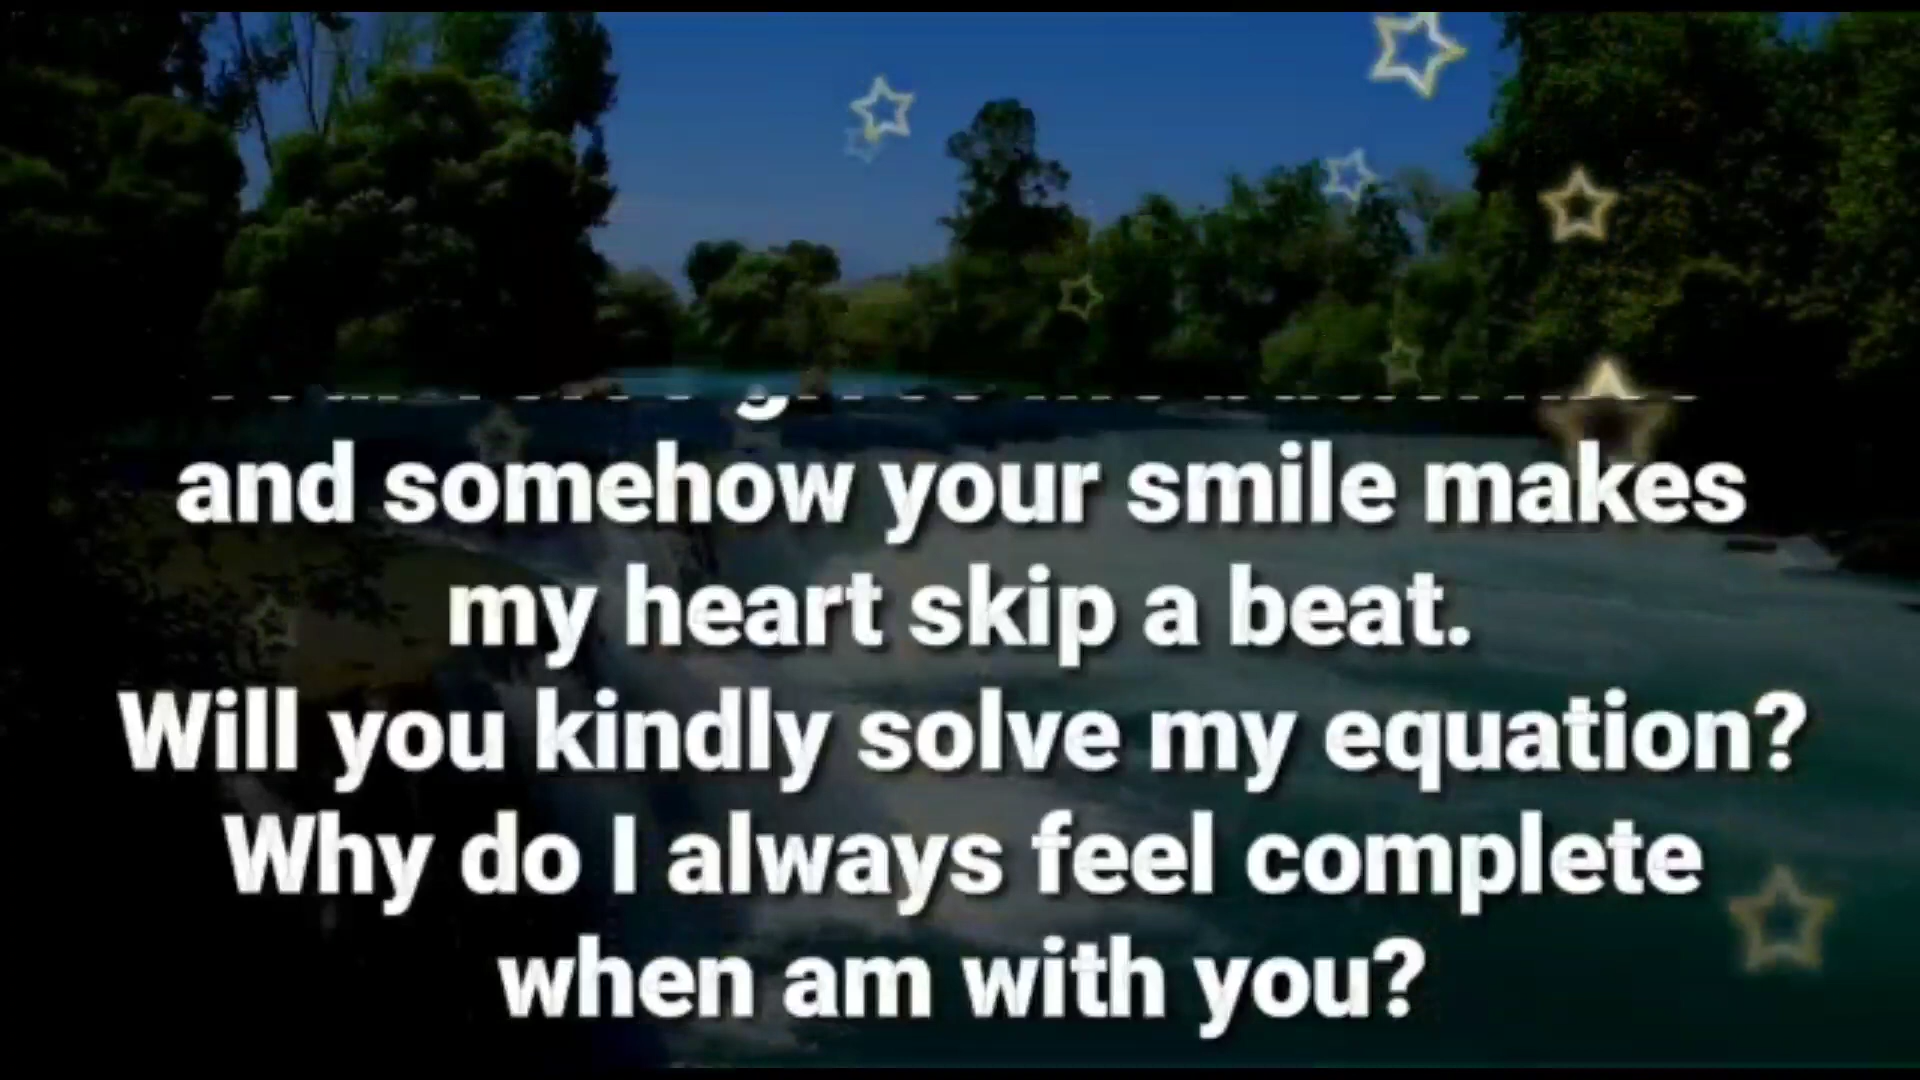 and somehow your smile makes
my heart skip a beat.
Will you kindly solve my equation?
Why do I always feel complete
when am with you?